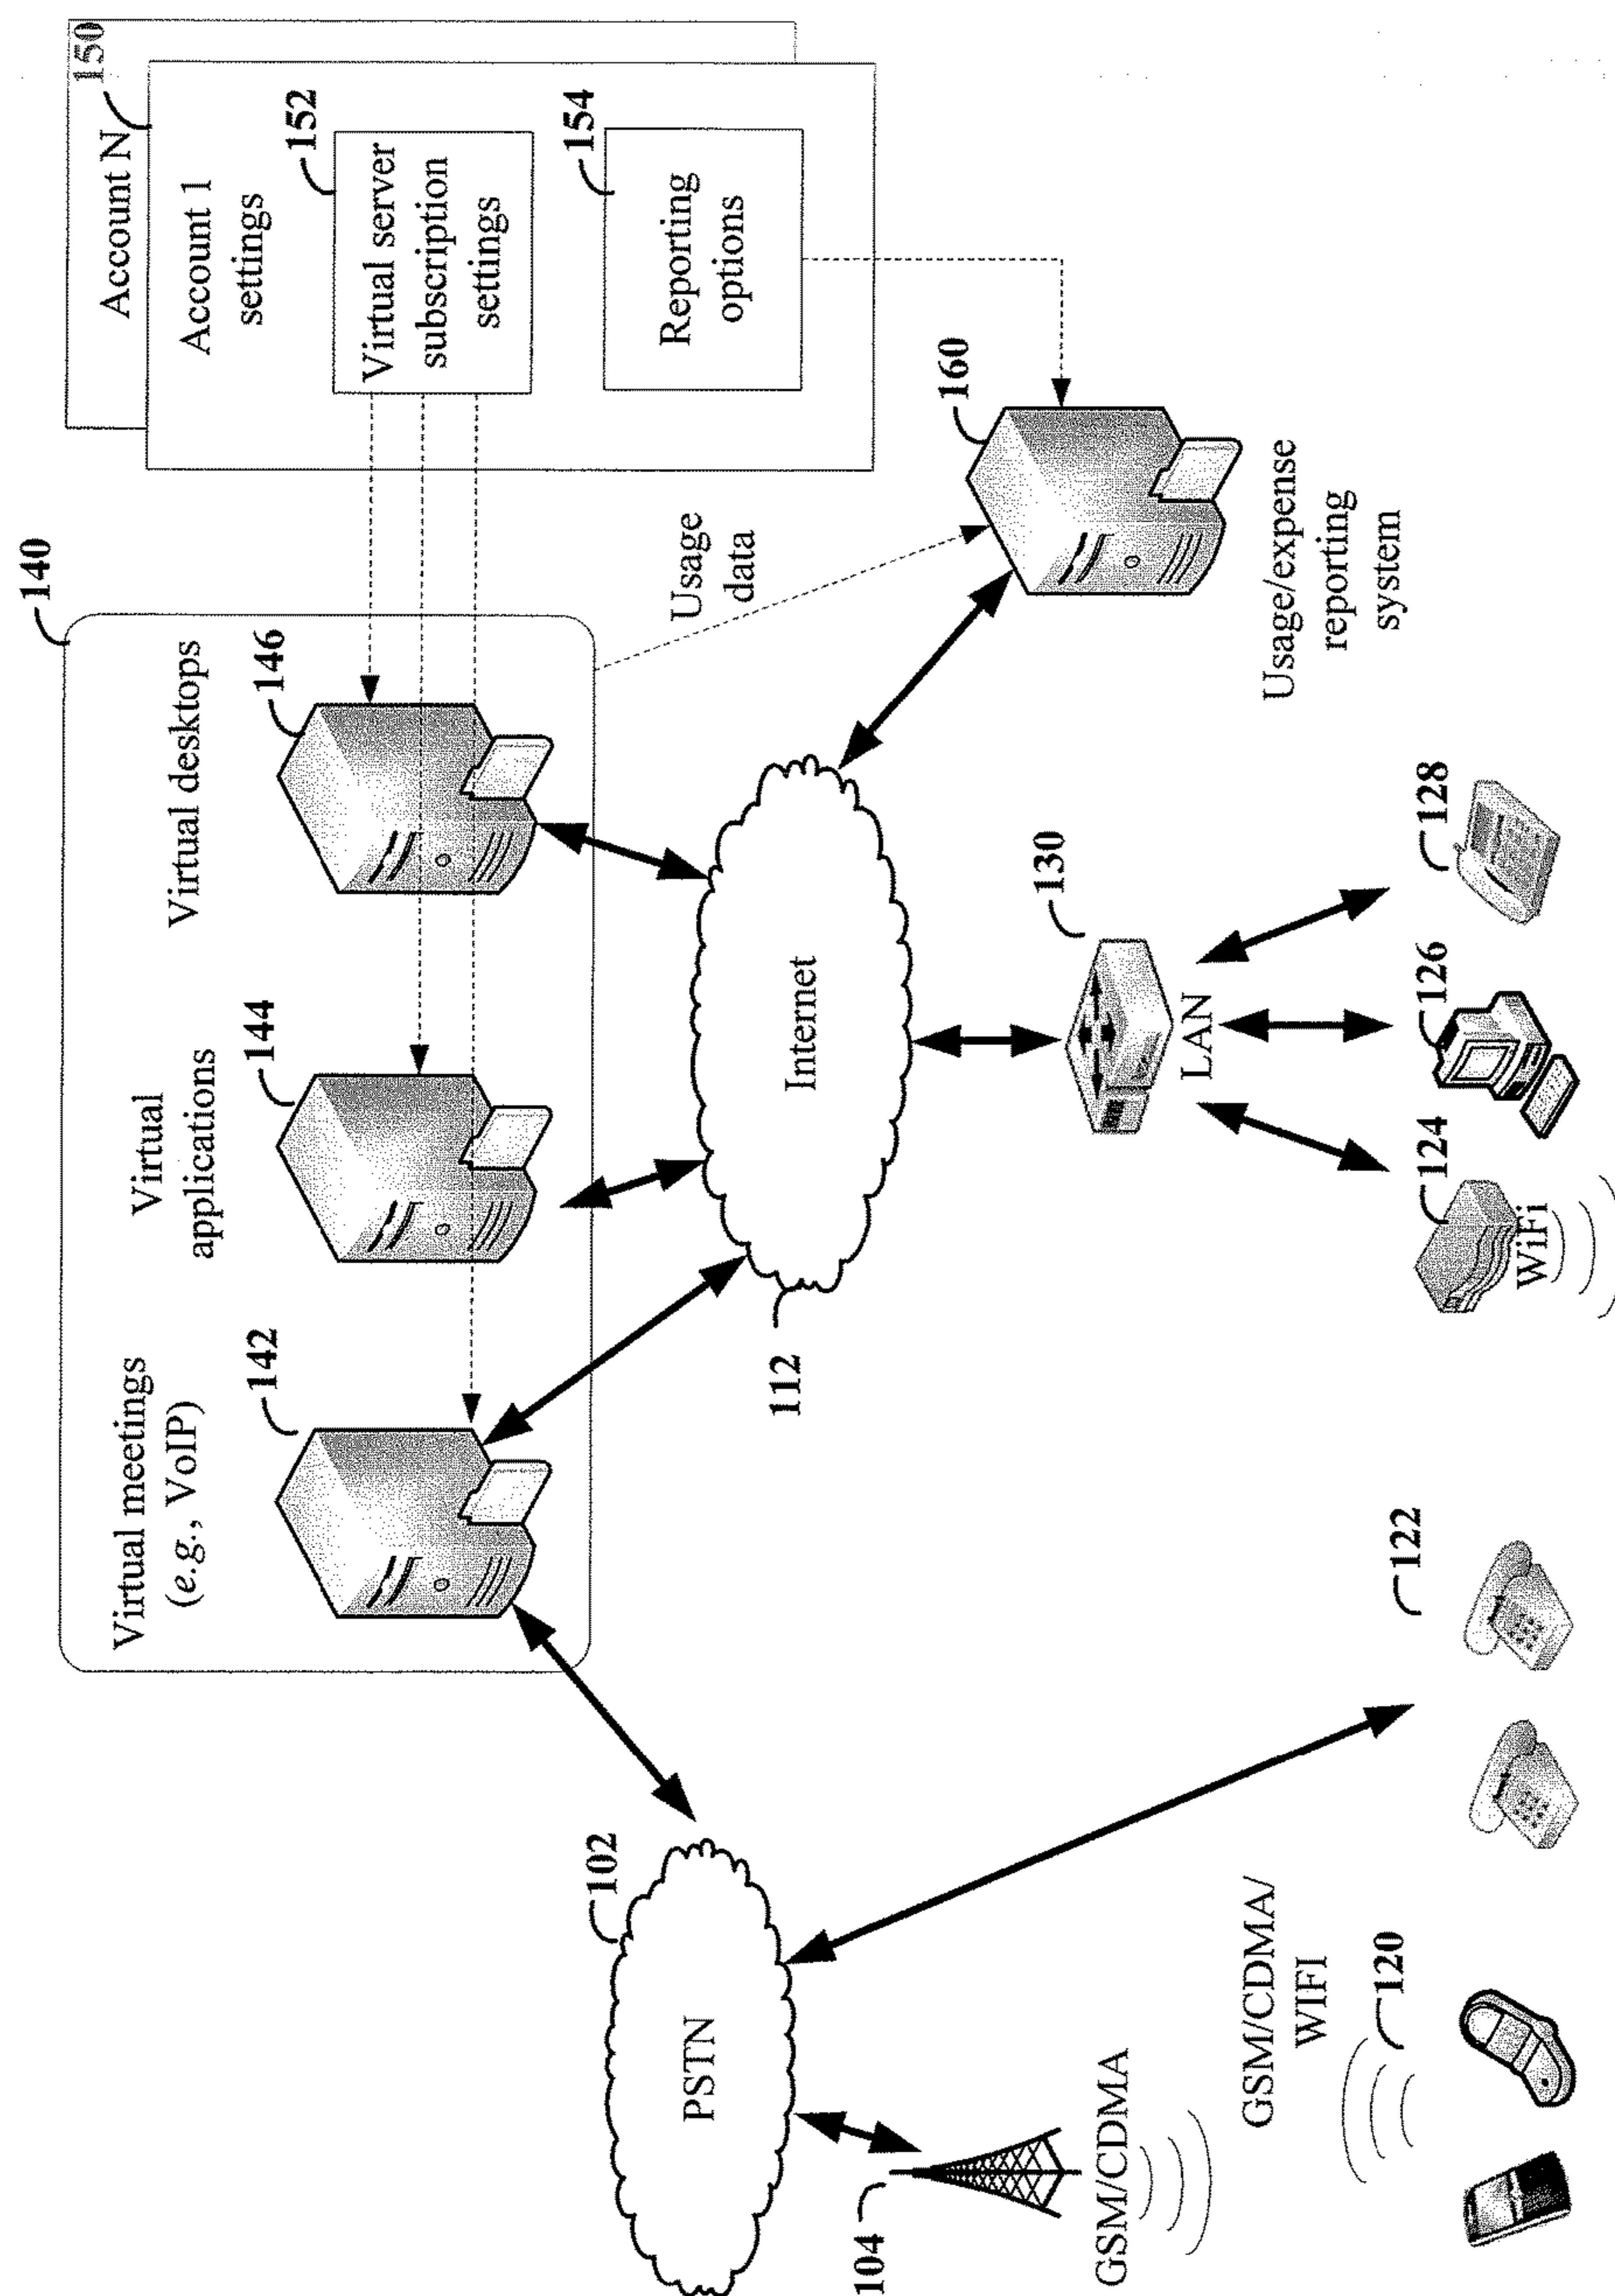 140
Virtual meetings
(e.g., VoIP)
142
Virtual
applications
144
Virtual desktops
146
150
Account N
Account 1
settings
152
Virtual server
subscription
settings
154
Reporting
options
Usage
data
160
Usage/expense
reporting
system
102
PSTN
112
Internet
104
GSM/CDMA
GSM/CDMA/
WIFI
120
122
130
LAN
124
WiFi
126
128